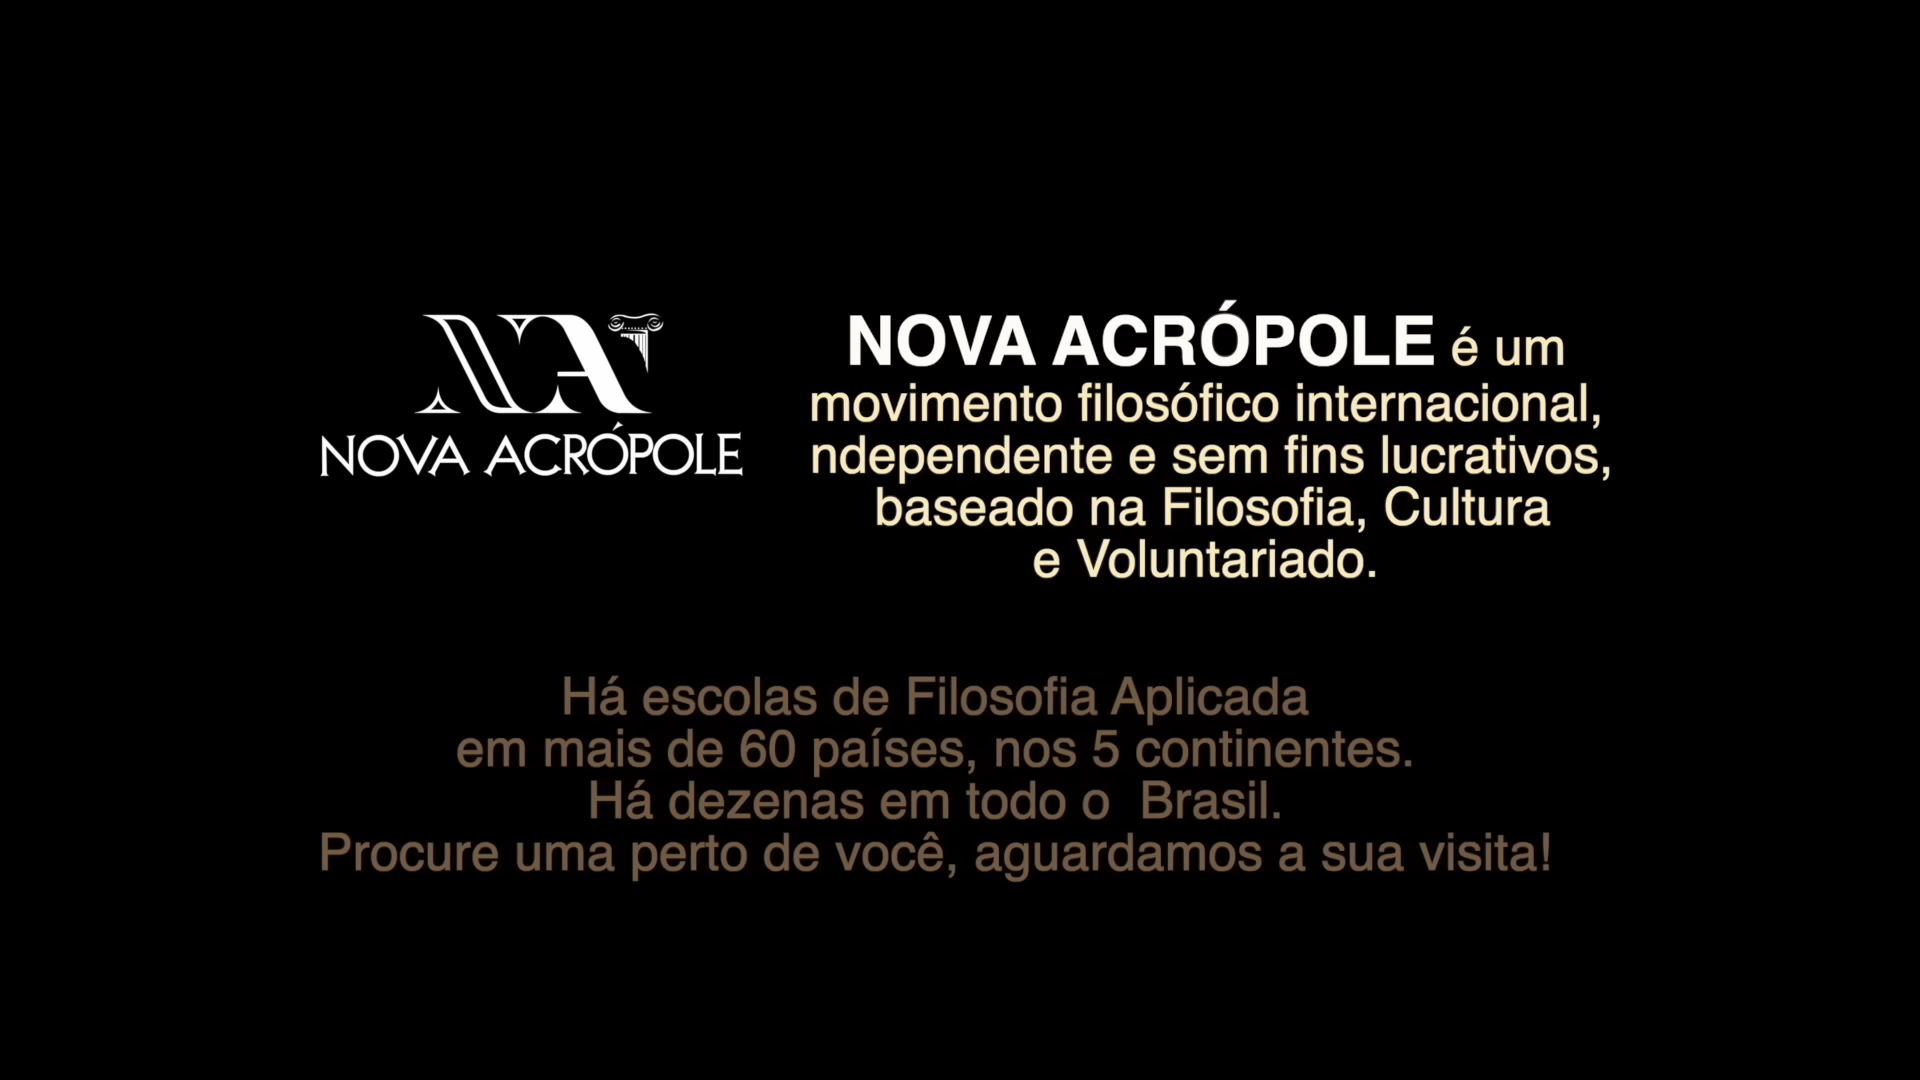 NOVA ACRÓPOLE
NOVA ACRÓPOLE é um
movimento filosófico internacional,
ndependente e sem fins lucrativos,
baseado na Filosofia, Cultura
e Voluntariado.
Há escolas de Filosofia Aplicada
em mais de 60 países, nos 5 continentes.
Há dezenas em todo o  Brasil.
Procure uma perto de você, aguardamos a sua visita!